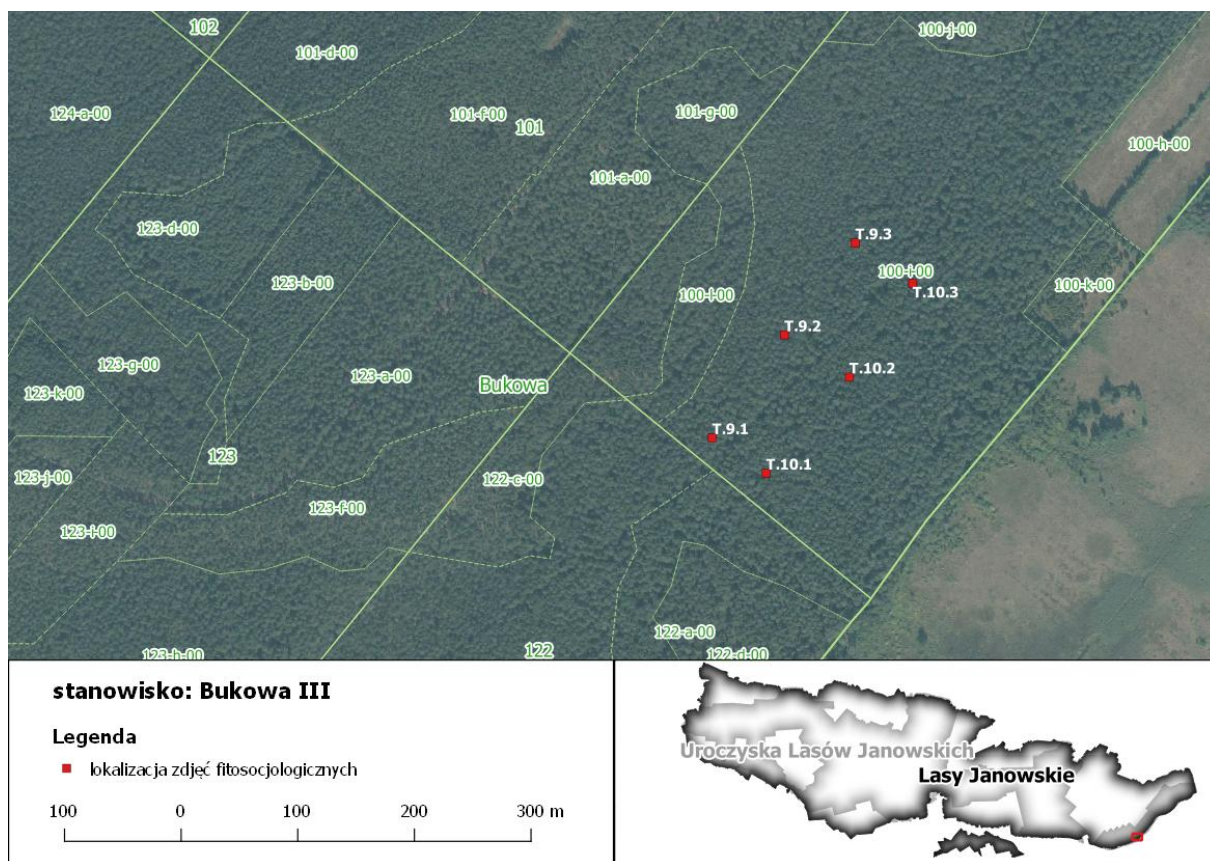 102
101-d-00
100-j-00
124-a-00
101-f-00
101
101-g-00
100-h-00
101-a-00
123-d-00
T.9.3
100-i-00
123-b-00
T.10.3
100-k-00
100-l-00
T.9.2
123-g-00
123-a-00
T.10.2
Bukowa
123-k-00
T.9.1
123
T.10.1
123-j-00
122-c-00
123-f-00
123-i-00
122-a-00
123-h-00
122
122-d-00
stanowisko: Bukowa III
Legenda
lokalizacja zdjęć fitosocjologicznych
100 0 100 200 300 m
Uroczyska Lasów Janowskich
Lasy Janowskie